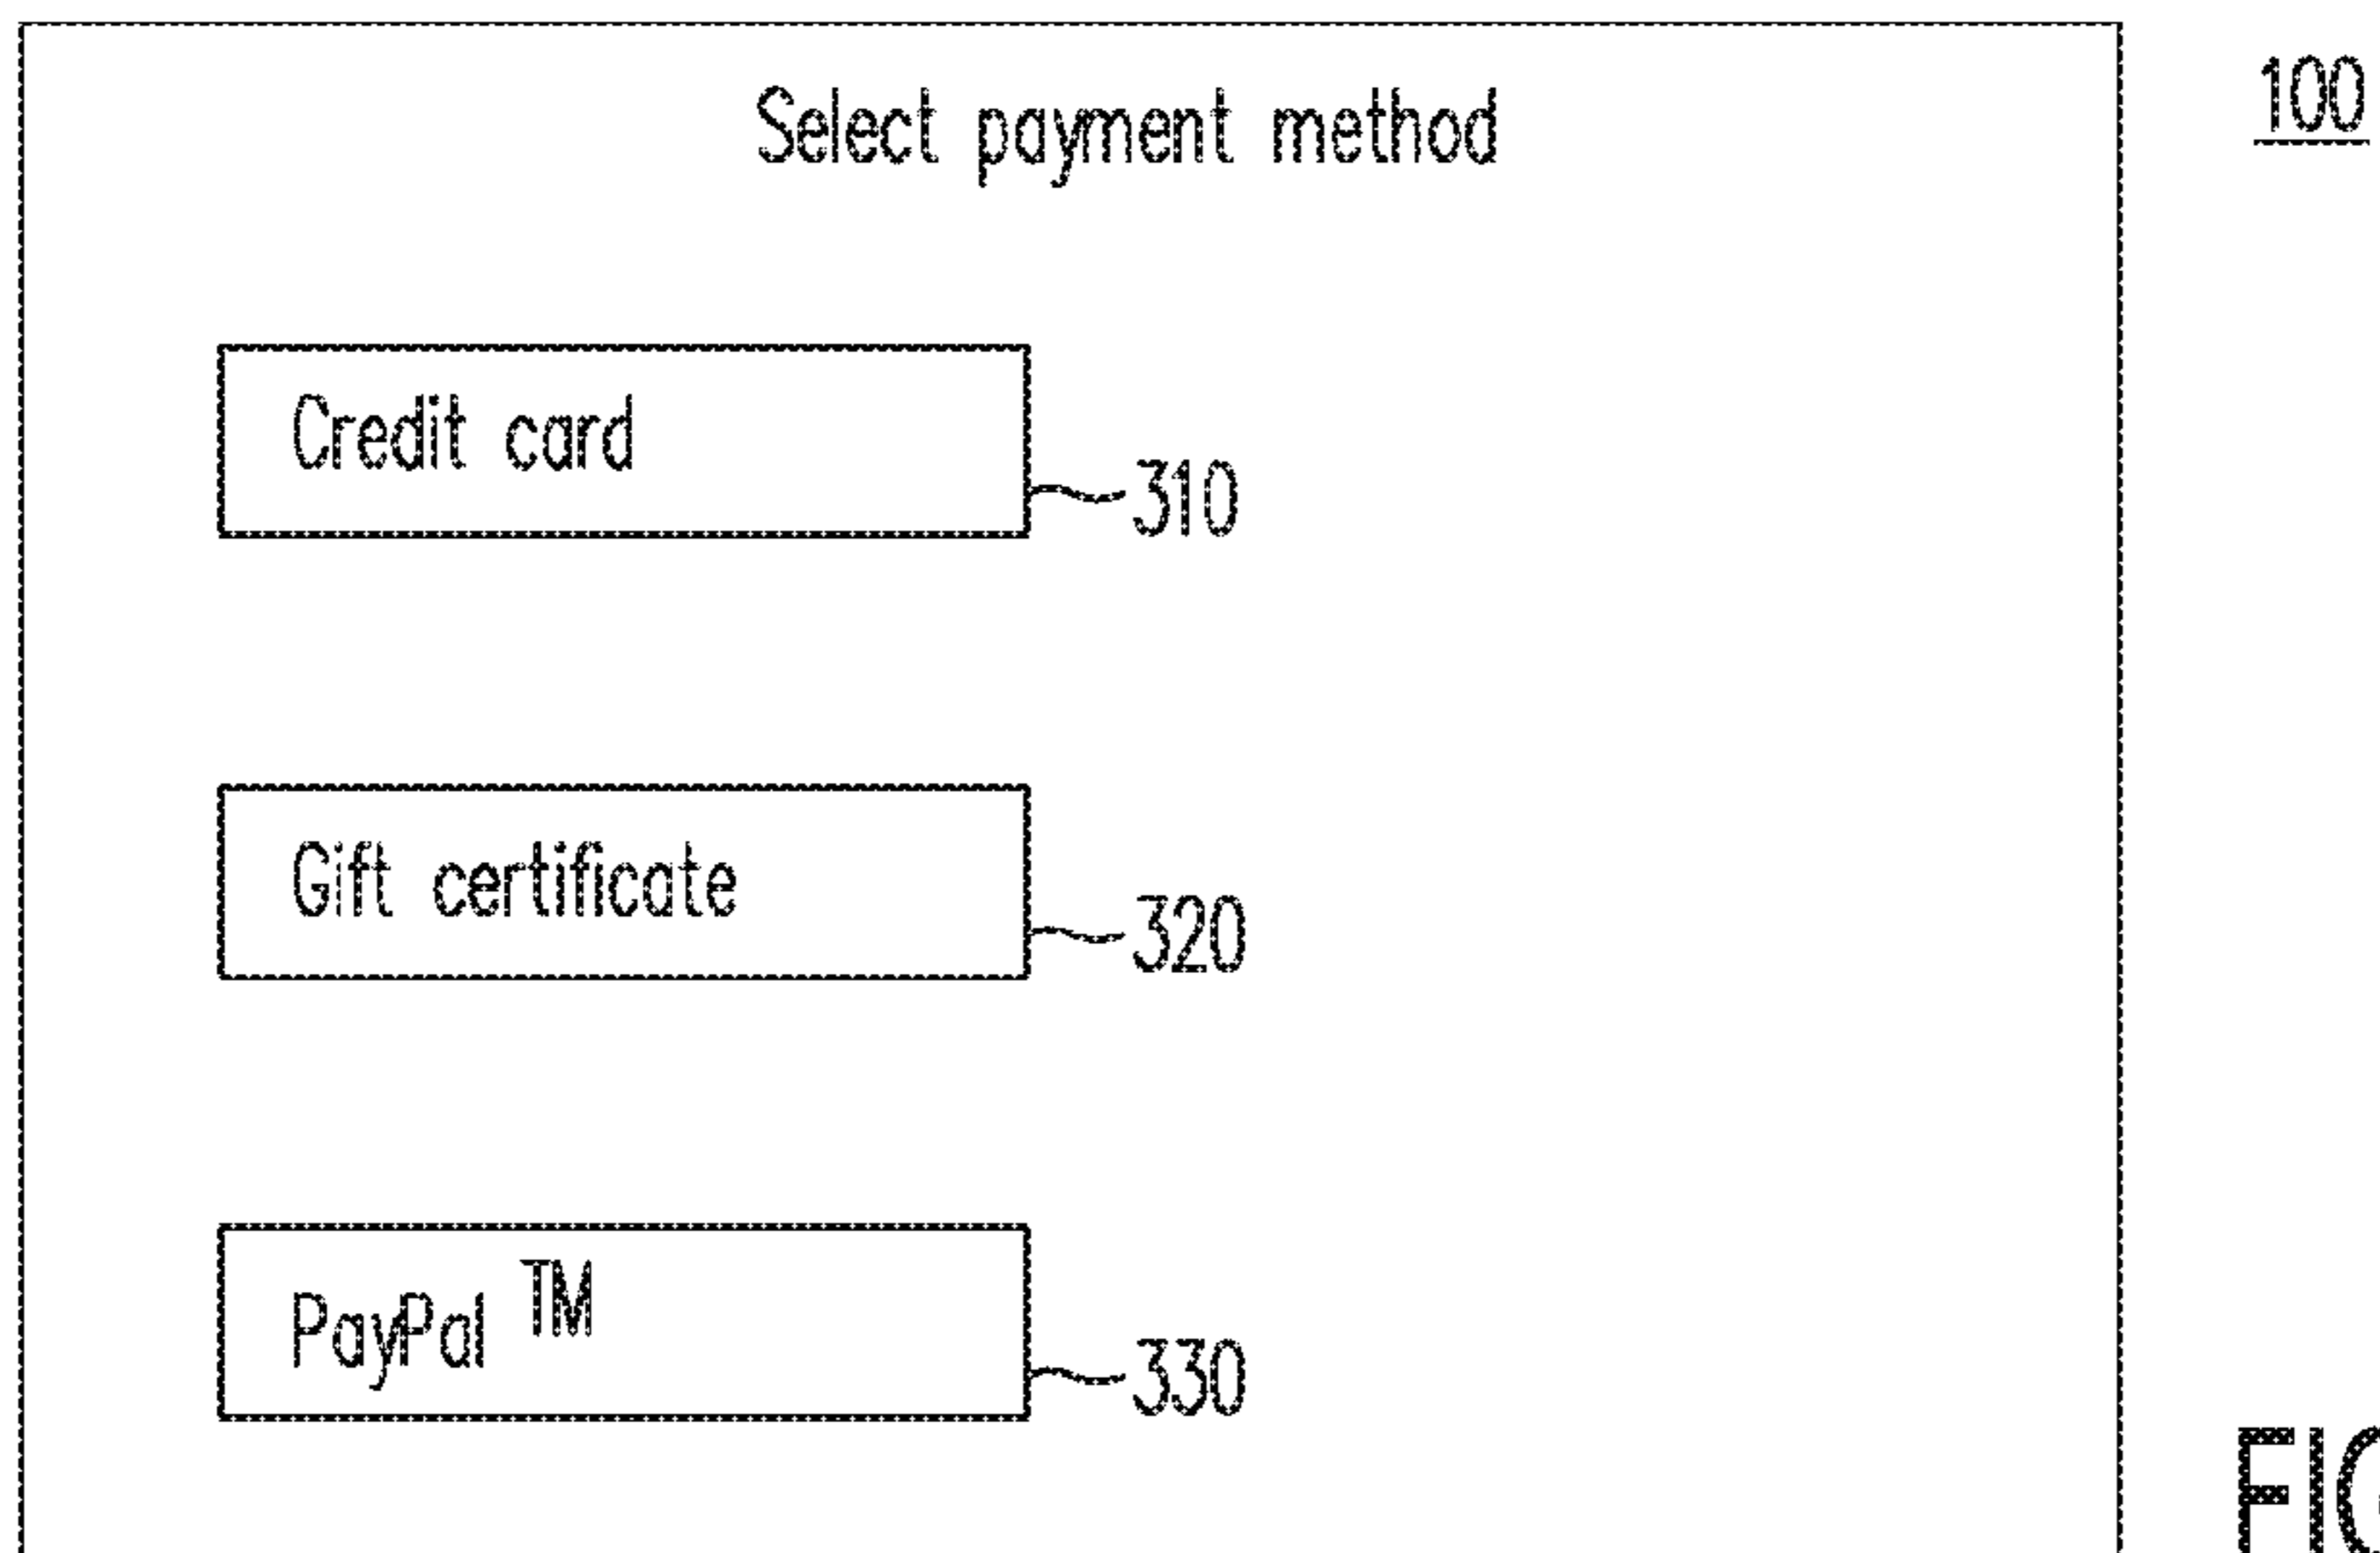 Select payment method
100
Credit card
310
Gift certificate
320
PayPal ™
330